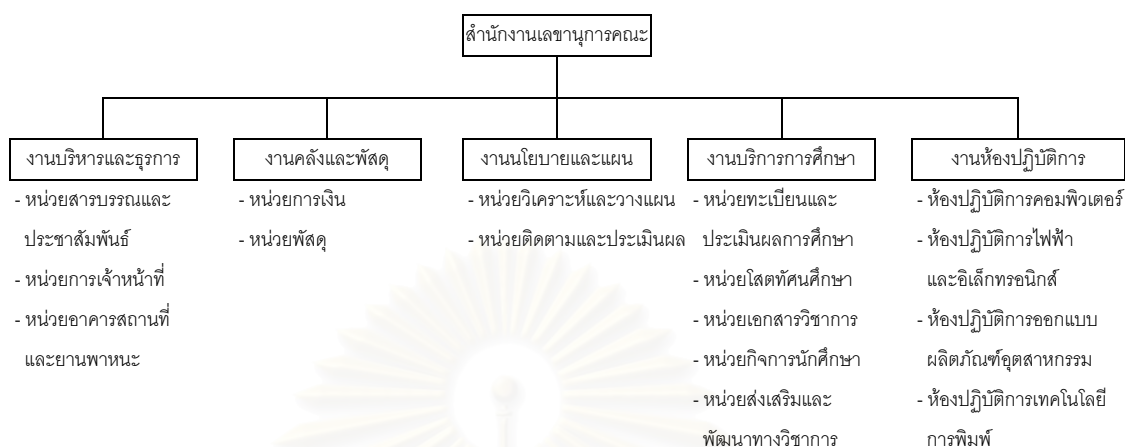 สำนักงานเลขานุการคณะ
งานบริหารและธุรการ
- หน่วยสารบรรณและ
ประชาสัมพันธ์
- หน่วยการเจ้าหน้าที่
- หน่วยอาคารสถานที่
และยานพาหนะ
งานคลังและพัสดุ
- หน่วยการเงิน
- หน่วยพัสดุ
งานนโยบายและแผน
- หน่วยวิเคราะห์และวางแผน
- หน่วยติดตามและประเมินผล
งานบริการการศึกษา
- หน่วยทะเบียนและ
ประเมินผลการศึกษา
- หน่วยโสตทัศนศึกษา
- หน่วยเอกสารวิชาการ
- หน่วยกิจการนักศึกษา
- หน่วยส่งเสริมและ
พัฒนาทางวิชาการ
งานห้องปฏิบัติการ
- ห้องปฏิบัติการคอมพิวเตอร์
- ห้องปฏิบัติการไฟฟ้า
และอิเล็กทรอนิกส์
- ห้องปฏิบัติการออกแบบ
ผลิตภัณฑ์อุตสาหกรรม
- ห้องปฏิบัติการเทคโนโลยี
การพิมพ์